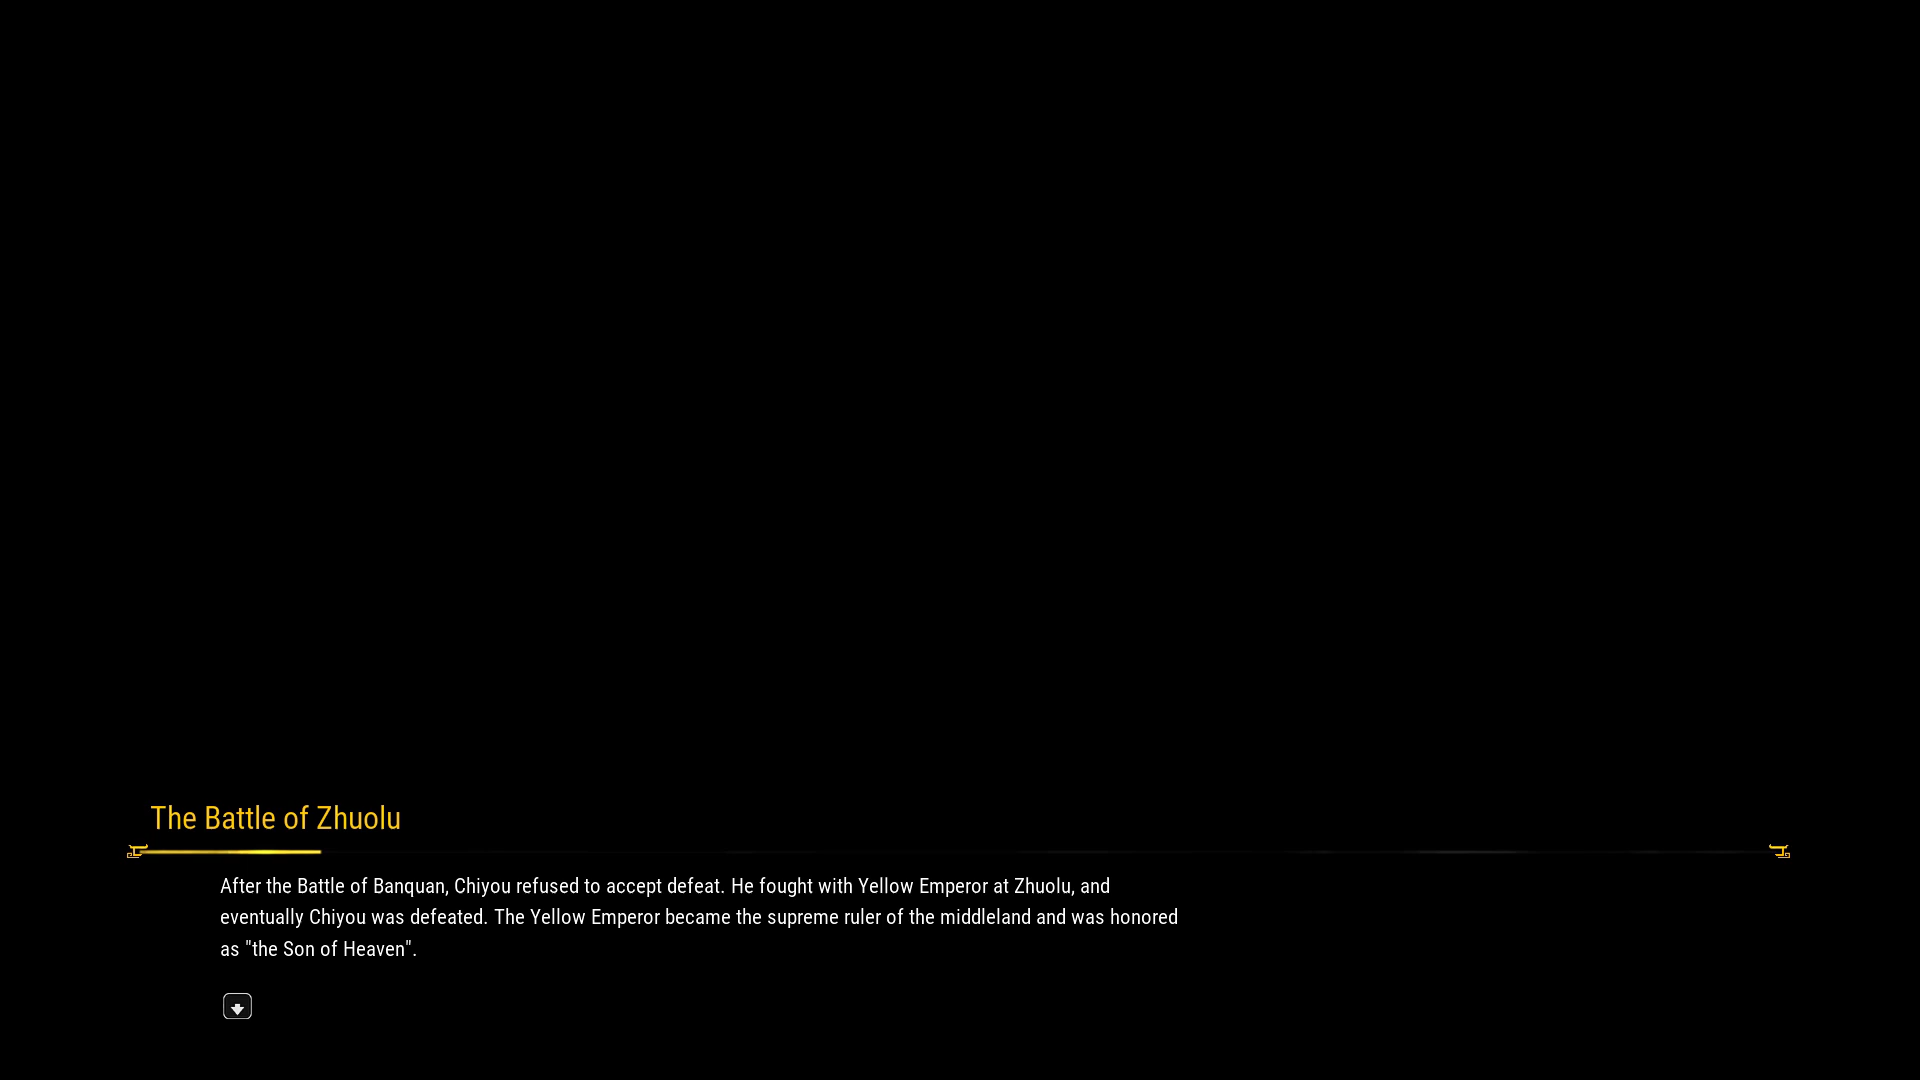 The Battle of Zhuolu
After the Battle of Banquan, Chiyou refused to accept defeat. He fought with Yellow Emperor at Zhuolu, and
eventually Chiyou was defeated. The Yellow Emperor became the supreme ruler of the middleland and was honored
as "the Son of Heaven".